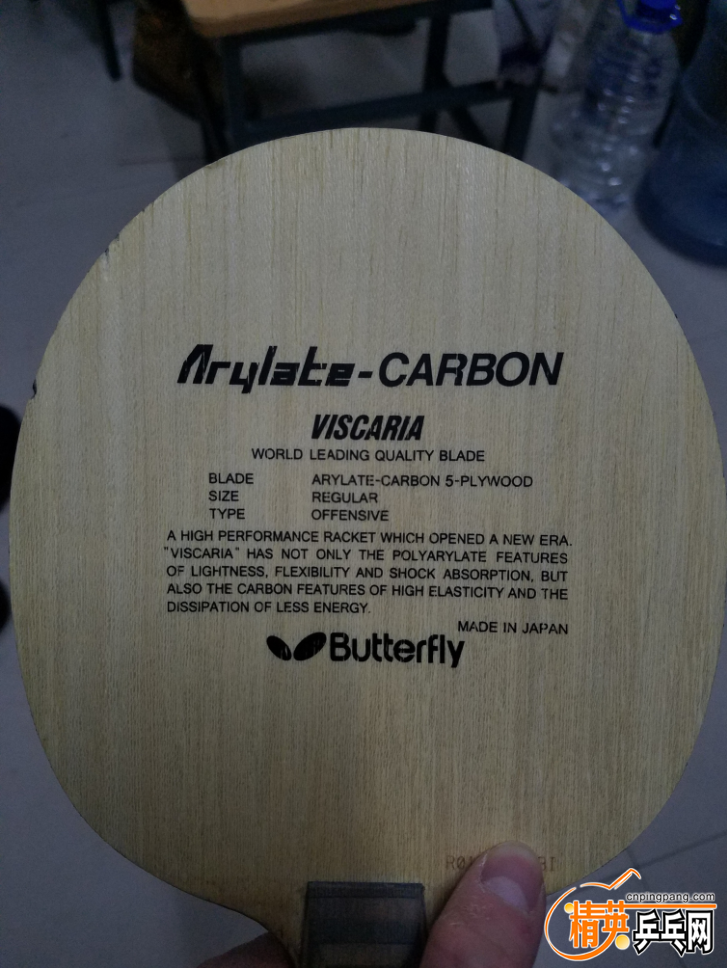 Arylate-CARBON
VISCARIA
WORLD LEADING QUALITY BLADE
BLADE ARYLATE-CARBON 5-PLYWOOD
SIZE REGULAR
TYPE OFFENSIVE
A HIGH PERFORMANCE RACKET WHICH OPENED A NEW ERA.
"VISCARIA" HAS NOT ONLY THE POLYARYLATE FEATURES
OF LIGHTNESS, FLEXIBILITY AND SHOCK ABSORPTION, BUT
ALSO THE CARBON FEATURES OF HIGH ELASTICITY AND THE
DISSIPATION OF LESS ENERGY.
MADE IN JAPAN
Butterfly
cnpingpang.com
精英乒乓网